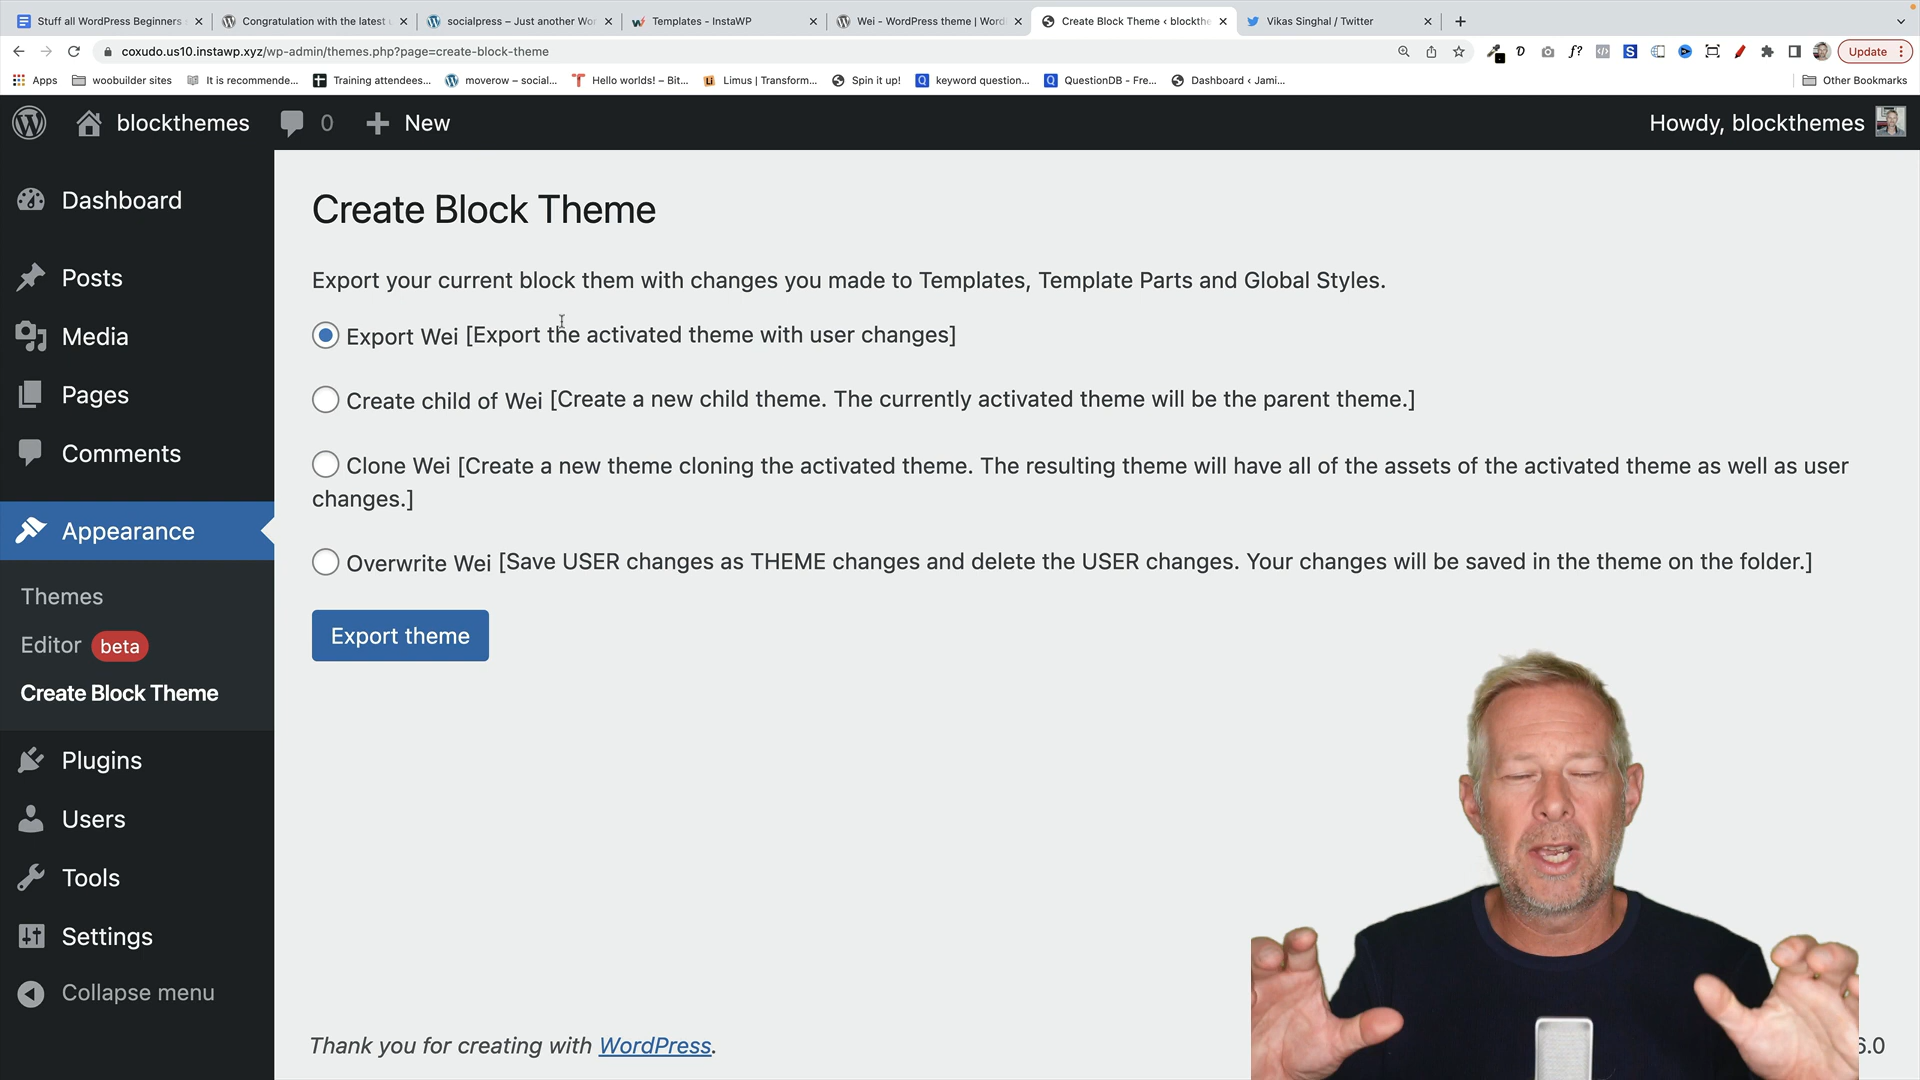 Stuff all WordPress Beginners
Congratulation with the latest
socialpress – Just another Wor
Templates - InstaWP
Wei - WordPress theme | Word
Create Block Theme ‹ blockthe
Vikas Singhal / Twitter
coxudo.us10.instawp.xyz/wp-admin/themes.php?page=create-block-theme
Update
Apps
woobuilder sites
It is recommende...
Training attendees...
moverow – social...
Hello worlds! – Bit...
Limus | Transform...
Spin it up!
keyword question...
QuestionDB - Fre...
Dashboard ‹ Jami...
Other Bookmarks
blockthemes
0
New
Howdy, blockthemes
Dashboard
Posts
Media
Pages
Comments
Appearance
Themes
Editor beta
Create Block Theme
Plugins
Users
Tools
Settings
Collapse menu
Create Block Theme
Export your current block them with changes you made to Templates, Template Parts and Global Styles.
Export Wei [Export the activated theme with user changes]
Create child of Wei [Create a new child theme. The currently activated theme will be the parent theme.]
Clone Wei [Create a new theme cloning the activated theme. The resulting theme will have all of the assets of the activated theme as well as user
changes.]
Overwrite Wei [Save USER changes as THEME changes and delete the USER changes. Your changes will be saved in the theme on the folder.]
Export theme
Thank you for creating with WordPress.
6.0